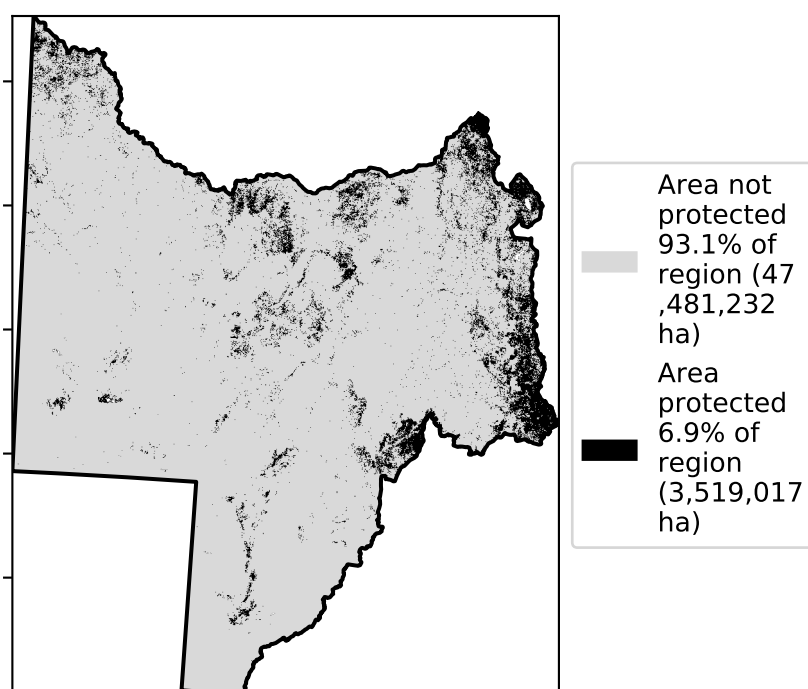 Area not
protected
93.1% of
region (47
,481,232
ha)
Area
protected
6.9% of
region
(3,519,017
ha)